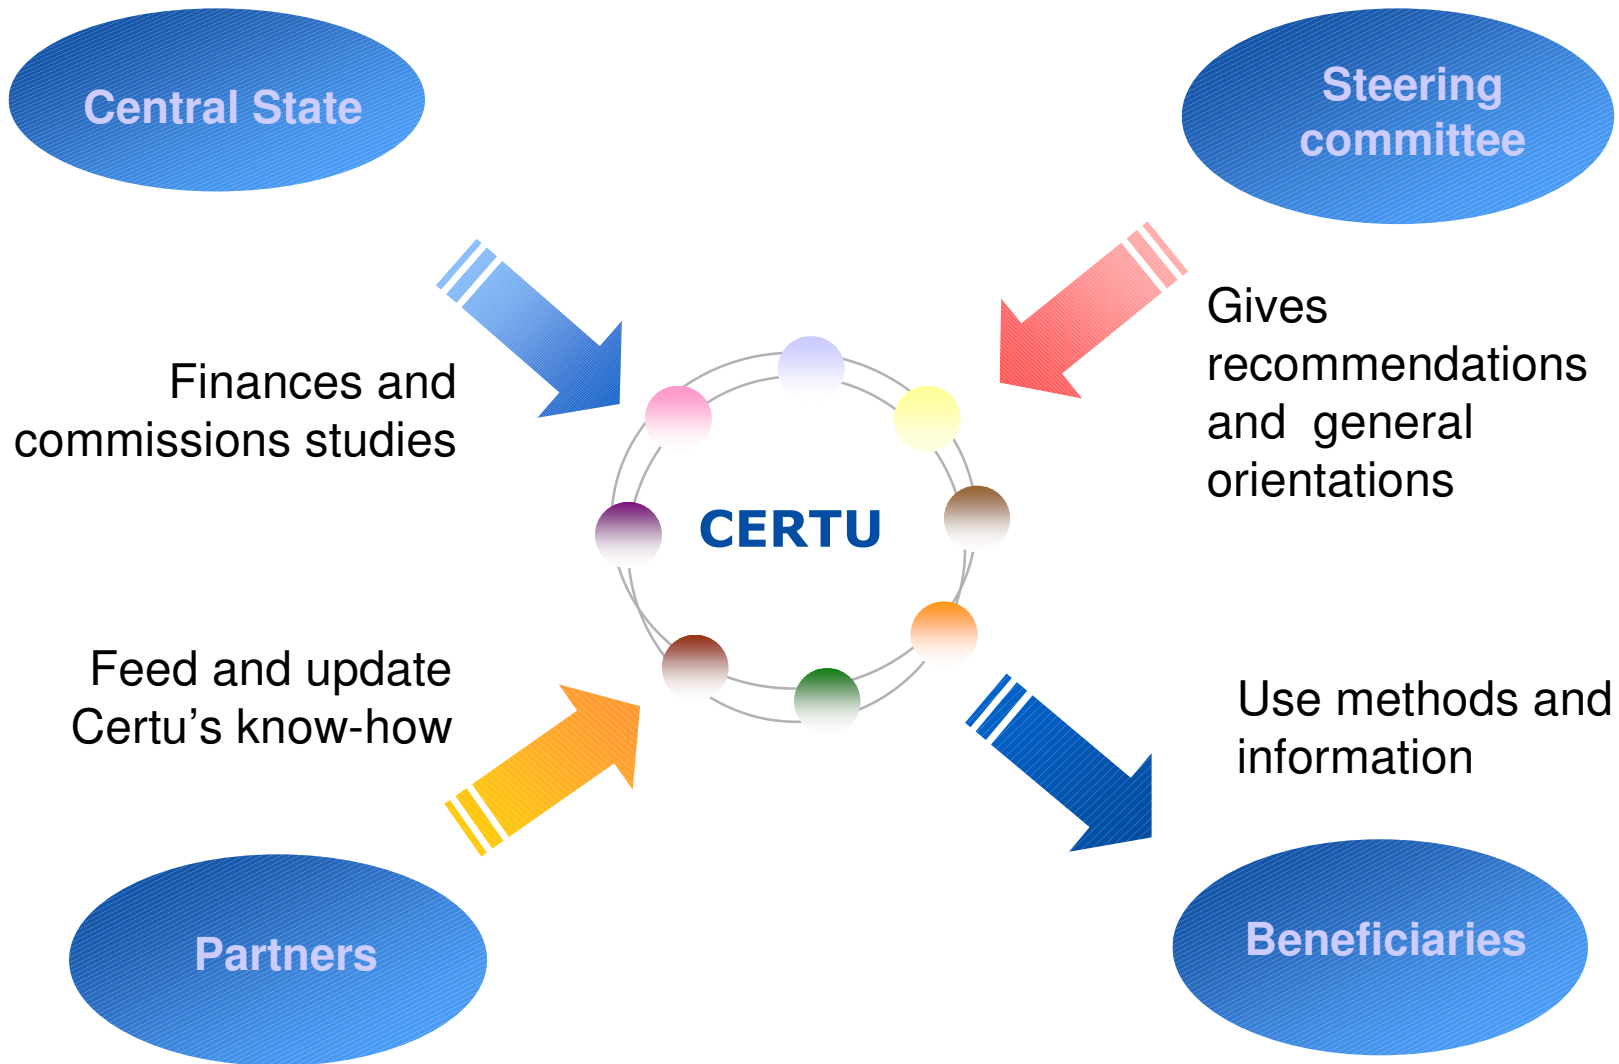 Central State
Steering
committee
Finances and
commissions studies
Gives
recommendations
and  general
orientations
CERTU
Feed and update
Certu’s know-how
Use methods and
information
Partners
Beneficiaries